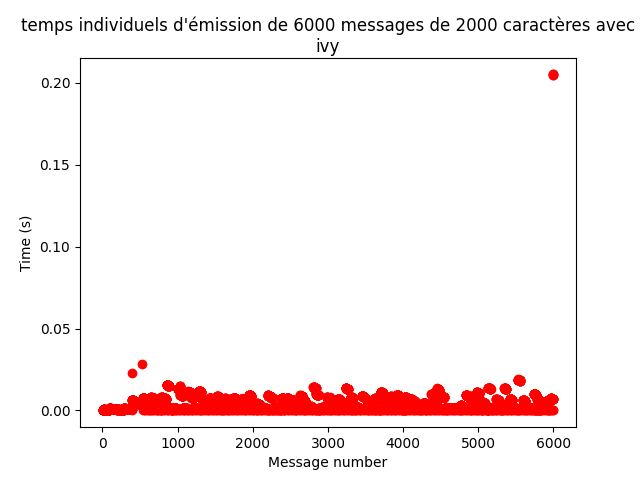 temps individuels d'émission de 6000 messages de 2000 caractères avec
ivy
0.20
0.15
0.10
0.05
0.00
Time (s)
0 1000 2000 3000 4000 5000 6000
Message number